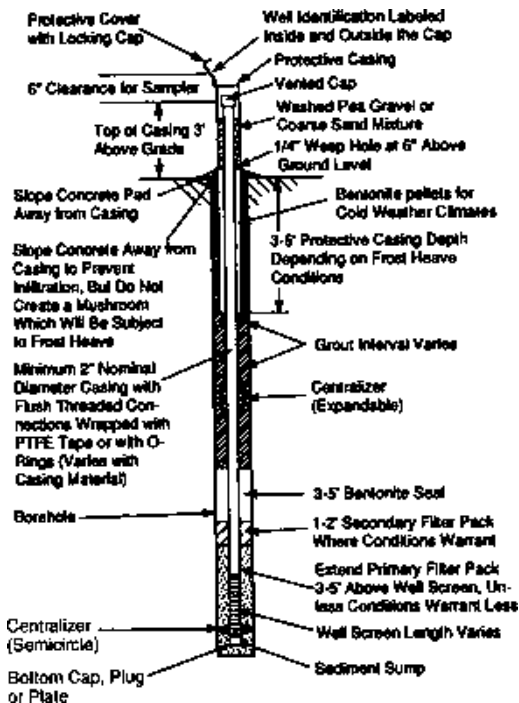 Protective Cover
with Locking Cap
Well Identification Labeled
Inside and Outside the Cap
Protective Casing
6" Clearance for Sampler
Vented Cap
Washed Pea Gravel or
Coarse Sand Mixture
Top of Casing 3'
Above Grade
1/4" Weep Hole at 6" Above
Ground Level
Slope Concrete Pad
Away from Casing
Bentonite pellets for
Cold Weather Climates
Slope Concrete Away from
Casing to Prevent
Infiltration, But Do Not
Create a Mushroom
Which Will Be Subject
to Frost Heave
3-5' Protective Casing Depth
Depending on Frost Heave
Conditions
Grout Interval Varies
Minimum 2" Nominal
Diameter Casing with
Flush Threaded Con-
nections Wrapped with
PTFE Tape or with O-
Rings (Varies with
Casing Material)
Centralizer
(Expandable)
3-5' Bentonite Seal
Borehole
1-2' Secondary Filter Pack
Where Conditions Warrant
Extend Primary Filter Pack
3-5' Above Well Screen, Un-
less Conditions Warrant Less
Centralizer
(Semicircle)
Well Screen Length Varies
Sediment Sump
Bottom Cap, Plug
or Plate